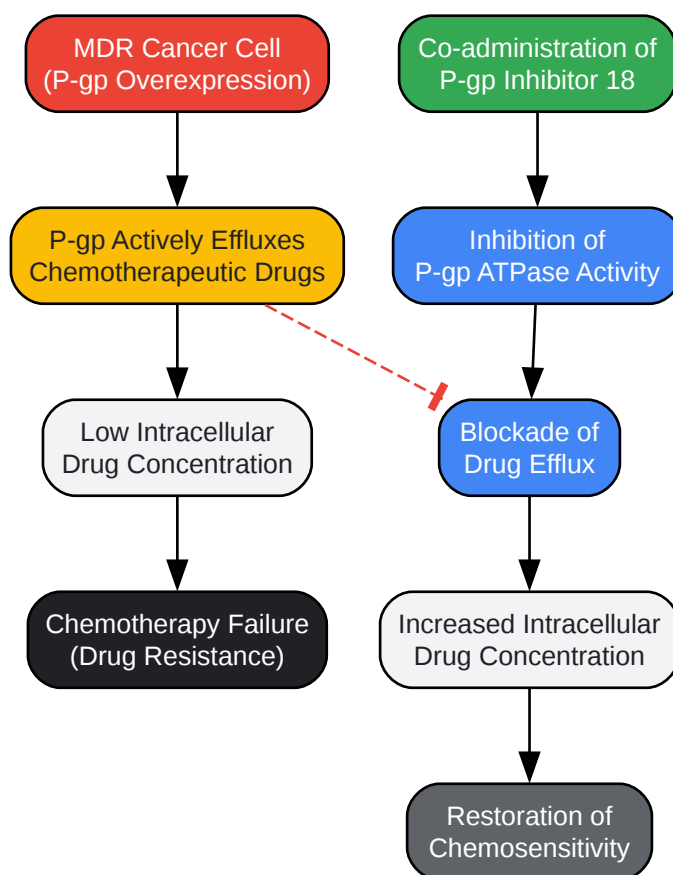 MDR Cancer Cell
(P-gp Overexpression)
Co-administration of
P-gp Inhibitor 18
P-gp Actively Effluxes
Chemotherapeutic Drugs
Inhibition of
P-gp ATPase Activity
Low Intracellular
Drug Concentration
Blockade of
Drug Efflux
Chemotherapy Failure
(Drug Resistance)
Increased Intracellular
Drug Concentration
Restoration of
Chemosensitivity